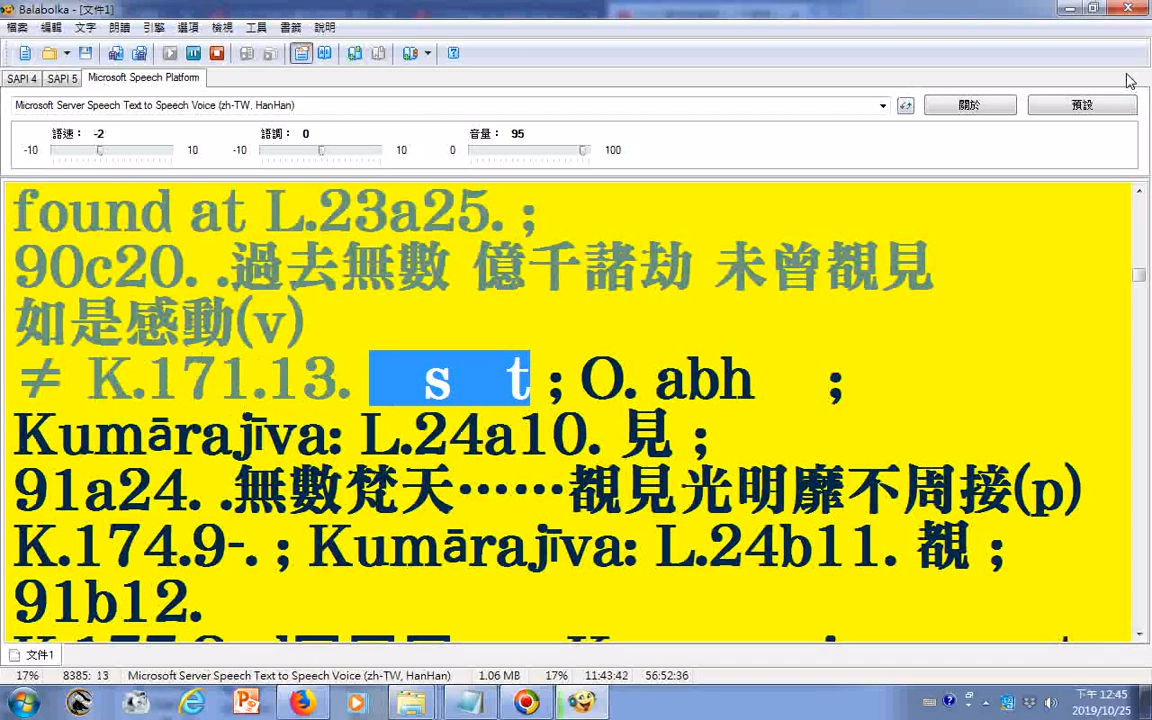 Balabolka - [文件1]
檔案 編輯 文字 朗讀 引擎 選項 檢視 工具 書籤 說明
SAPI 4 SAPI 5 Microsoft Speech Platform
Microsoft Server Speech Text to Speech Voice (zh-TW, HanHan) 關於 預設
語速： -2 語調： 0 音量： 95
-10 10 -10 10 0 100
found at L.23a25. ;
90c20. .過去無數 億千諸劫 未曾覩見
如是感動(v)
≠ K.171.13. s t ; O. abh ;
Kumārajīva: L.24a10. 見 ;
91a24. .無數梵天……覩見光明靡不周接(p)
K.174.9-. ; Kumārajīva: L.24b11. 覩 ;
91b12.
文件1
17% 8385: 13 Microsoft Server Speech Text to Speech Voice (zh-TW, HanHan) 1.06 MB 17% 11:43:42 56:52:36
下午 12:45
2019/10/25